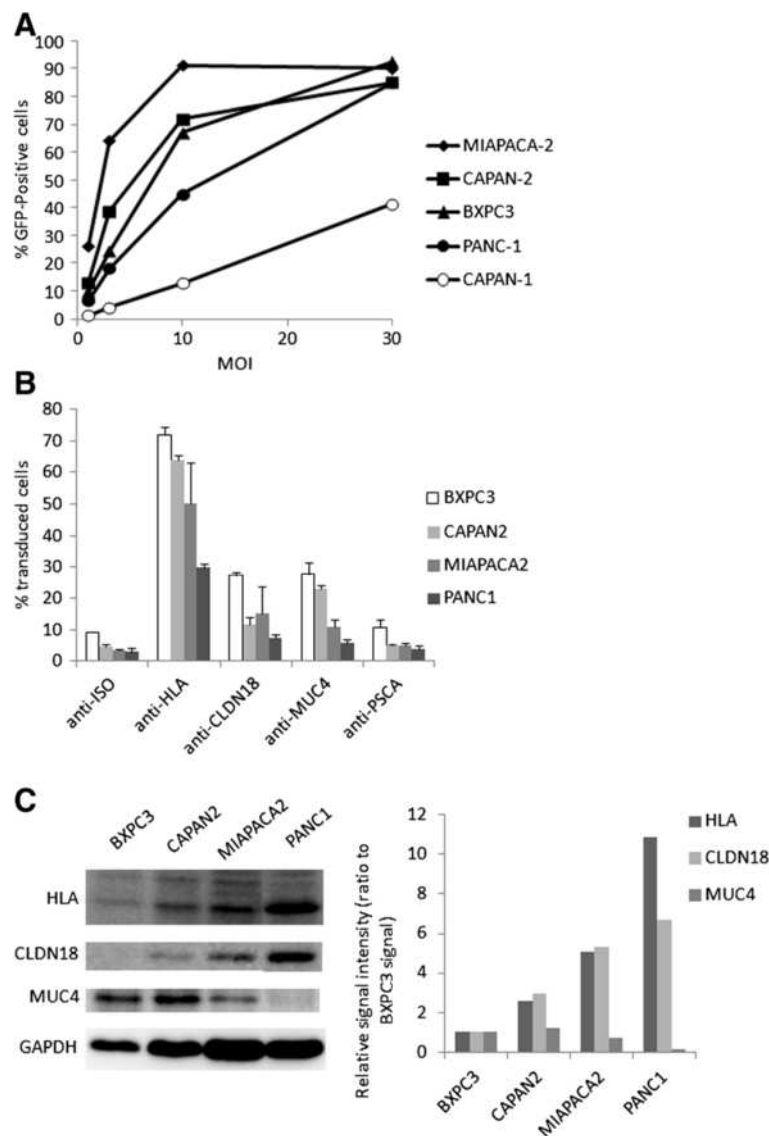 A
100
90
80
70
60
50
40
30
20
10
0
% GFP-Positive cells
0
10
20
30
MOI
MIAPACA-2
CAPAN-2
BXPC3
PANC-1
CAPAN-1
B
80
70
60
50
40
30
20
10
0
% transduced cells
anti-ISO
anti-HLA
anti-CLDN18
anti-MUC4
anti-PSCA
BXPC3
CAPAN2
MIAPACA2
PANC1
C
BXPC3
CAPAN2
MIAPACA2
PANC1
HLA
CLDN18
MUC4
GAPDH
Relative signal intensity (ratio to
BXPC3 signal)
12
10
8
6
4
2
0
BXPC3
CAPAN2
MIAPACA2
PANC1
HLA
CLDN18
MUC4